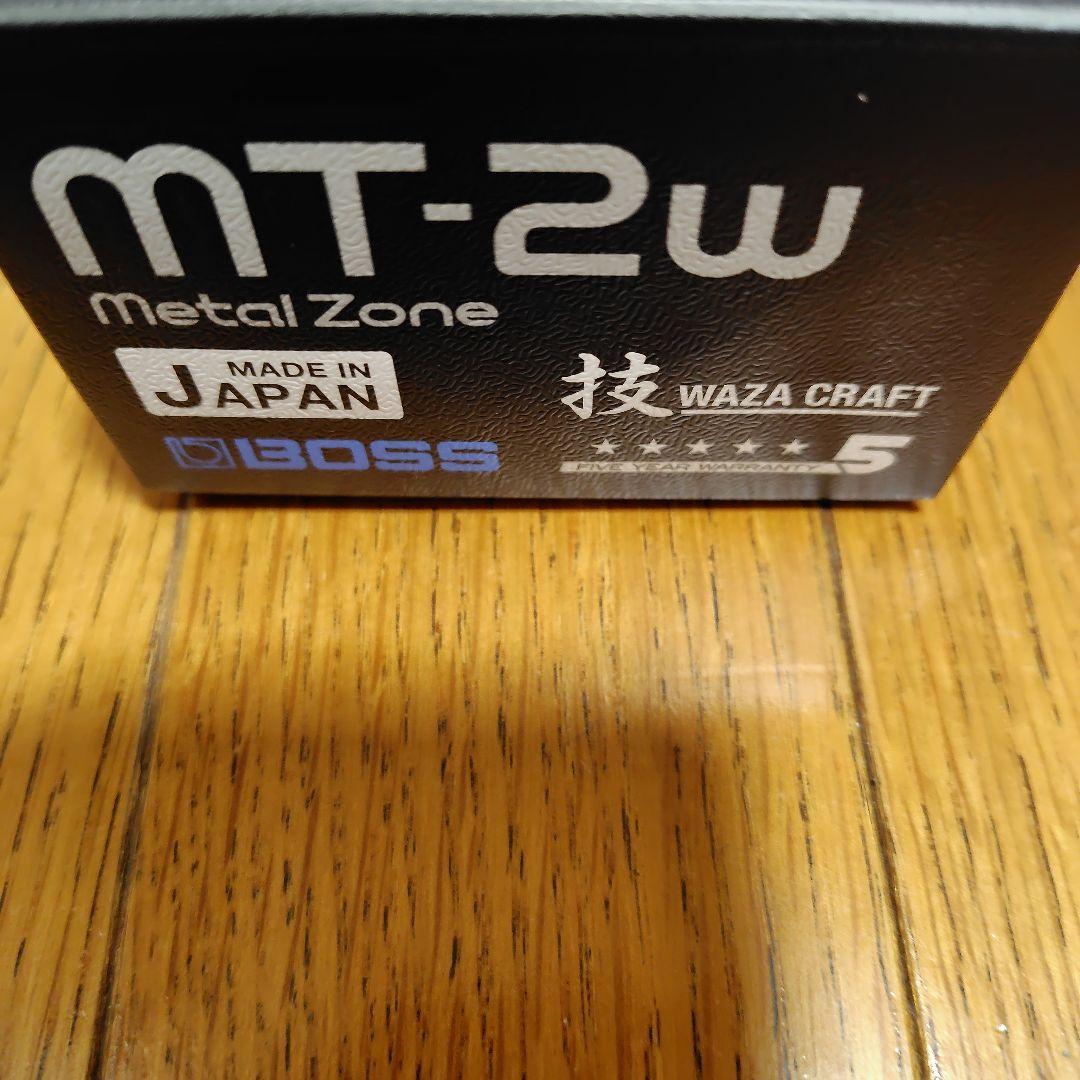 MT-2w
Metal Zone
MADE IN
JAPAN
技 WAZA CRAFT
BOSS
FIVE YEAR WARRANTY 5